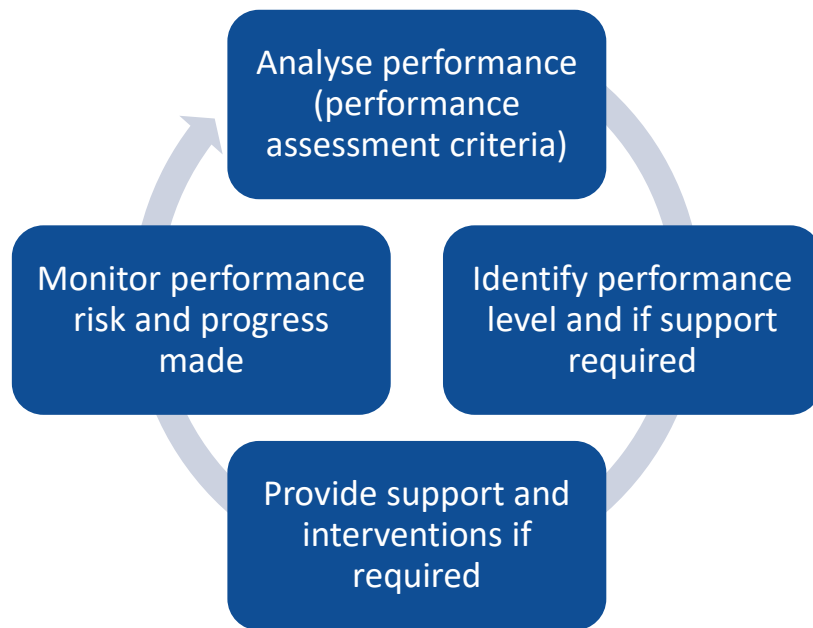 Analyse performance
(performance
assessment criteria)
Identify performance
level and if support
required
Provide support and
interventions if
required
Monitor performance
risk and progress
made